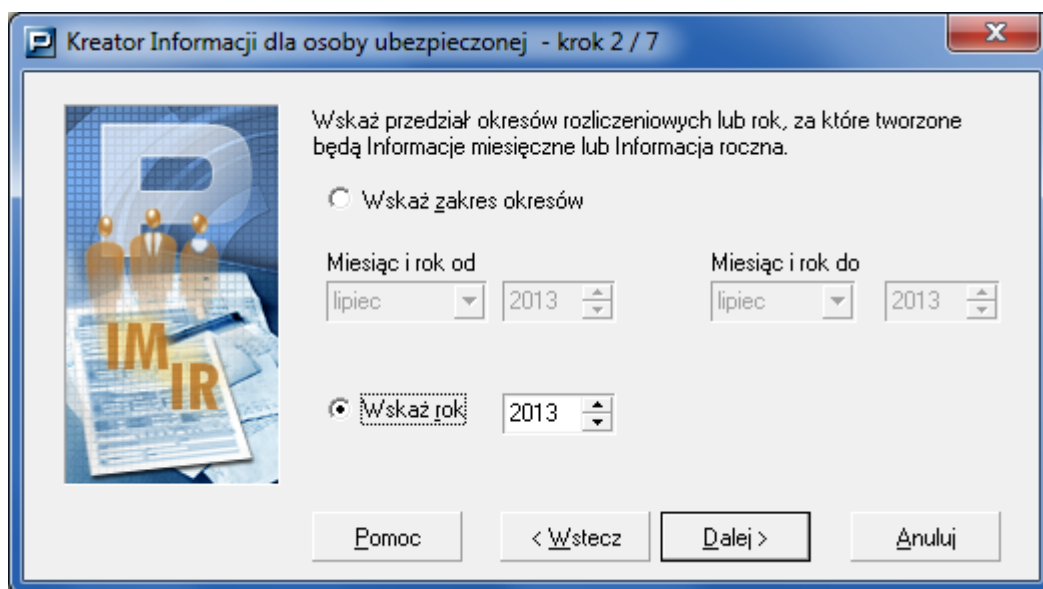 Kreator Informacji dla osoby ubezpieczonej - krok 2 / 7
Wskaż przedział okresów rozliczeniowych lub rok, za które tworzone
będą Informacje miesięczne lub Informacja roczna.
Wskaż zakres okresów
Miesiąc i rok od Miesiąc i rok do
lipiec 2013 lipiec 2013
IM
IR
Wskaż rok 2013
Pomoc < Wstecz Dalej > Anuluj